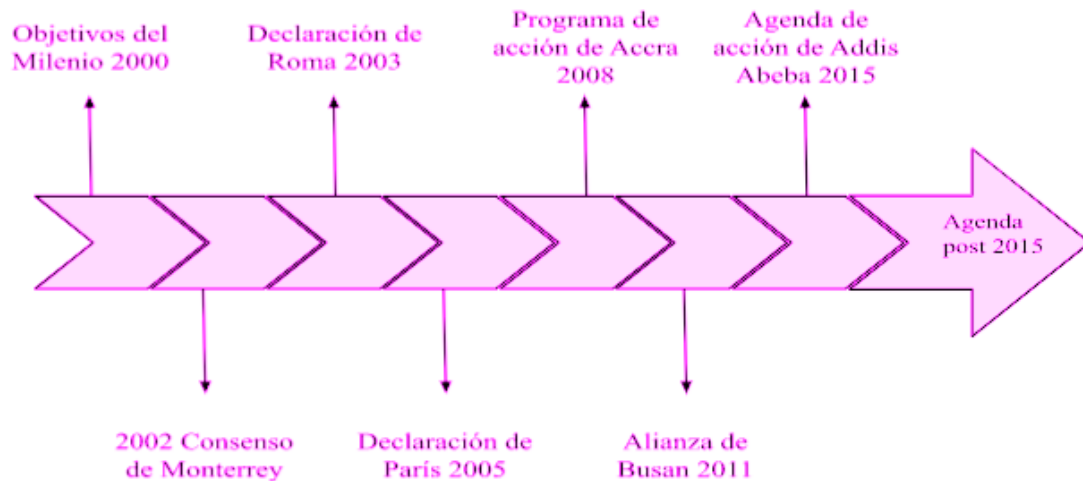 Objetivos del
Milenio 2000
Declaración de
Roma 2003
Programa de
acción de Accra
2008
Agenda de
acción de Addis
Abeba 2015
Agenda
post 2015
2002 Consenso
de Monterrey
Declaración de
París 2005
Alianza de
Busan 2011